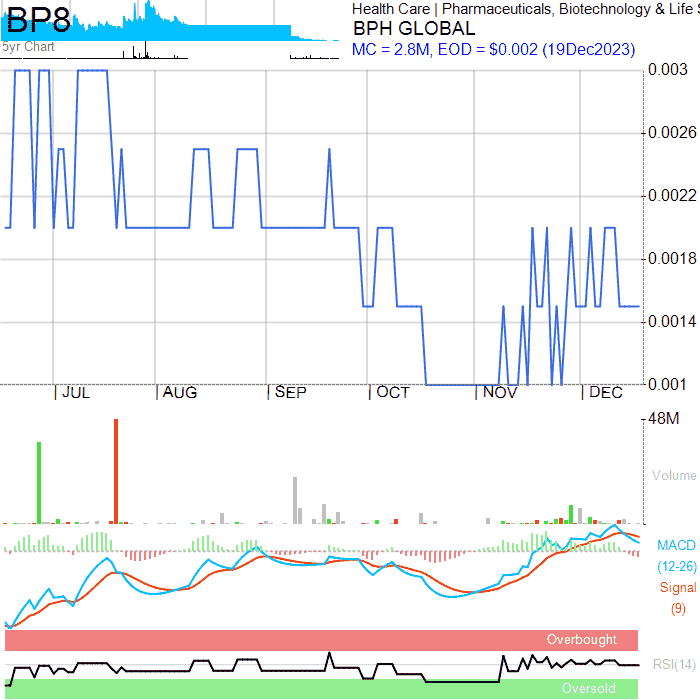 BP8
5yr Chart
Health Care | Pharmaceuticals, Biotechnology & Life S
BPH GLOBAL
MC = 2.8M, EOD = $0.002 (19Dec2023)
0.003
0.0026
0.0022
0.0018
0.0014
0.001
JUL AUG SEP OCT NOV DEC
48M
Volume
MACD
(12-26)
Signal
(9)
Overbought
RSI(14)
Oversold